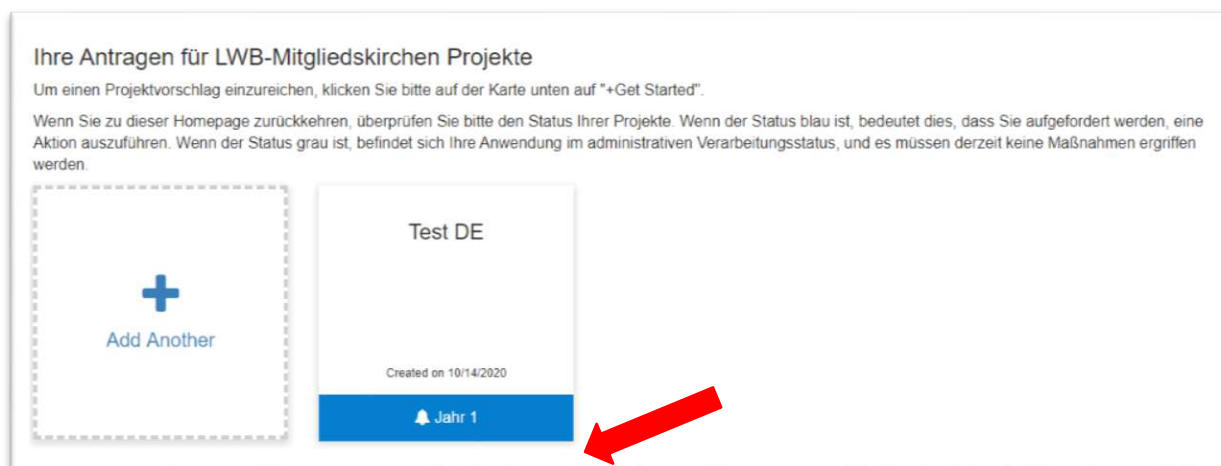 Ihre Antragen für LWB-Mitgliedskirchen Projekte
Um einen Projektvorschlag einzureichen, klicken Sie bitte auf der Karte unten auf "+Get Started".
Wenn Sie zu dieser Homepage zurückkehren, überprüfen Sie bitte den Status Ihrer Projekte. Wenn der Status blau ist, bedeutet dies, dass Sie aufgefordert werden, eine
Aktion auszuführen. Wenn der Status grau ist, befindet sich Ihre Anwendung im administrativen Verarbeitungsstatus, und es müssen derzeit keine Maßnahmen ergriffen
werden.
Test DE
Add Another
Created on 10/14/2020
Jahr 1